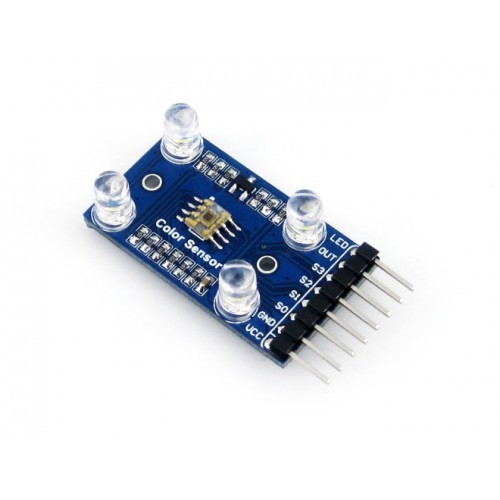 Color Sensor
LED
OUT
S3
S2
S1
S0
GND
VCC